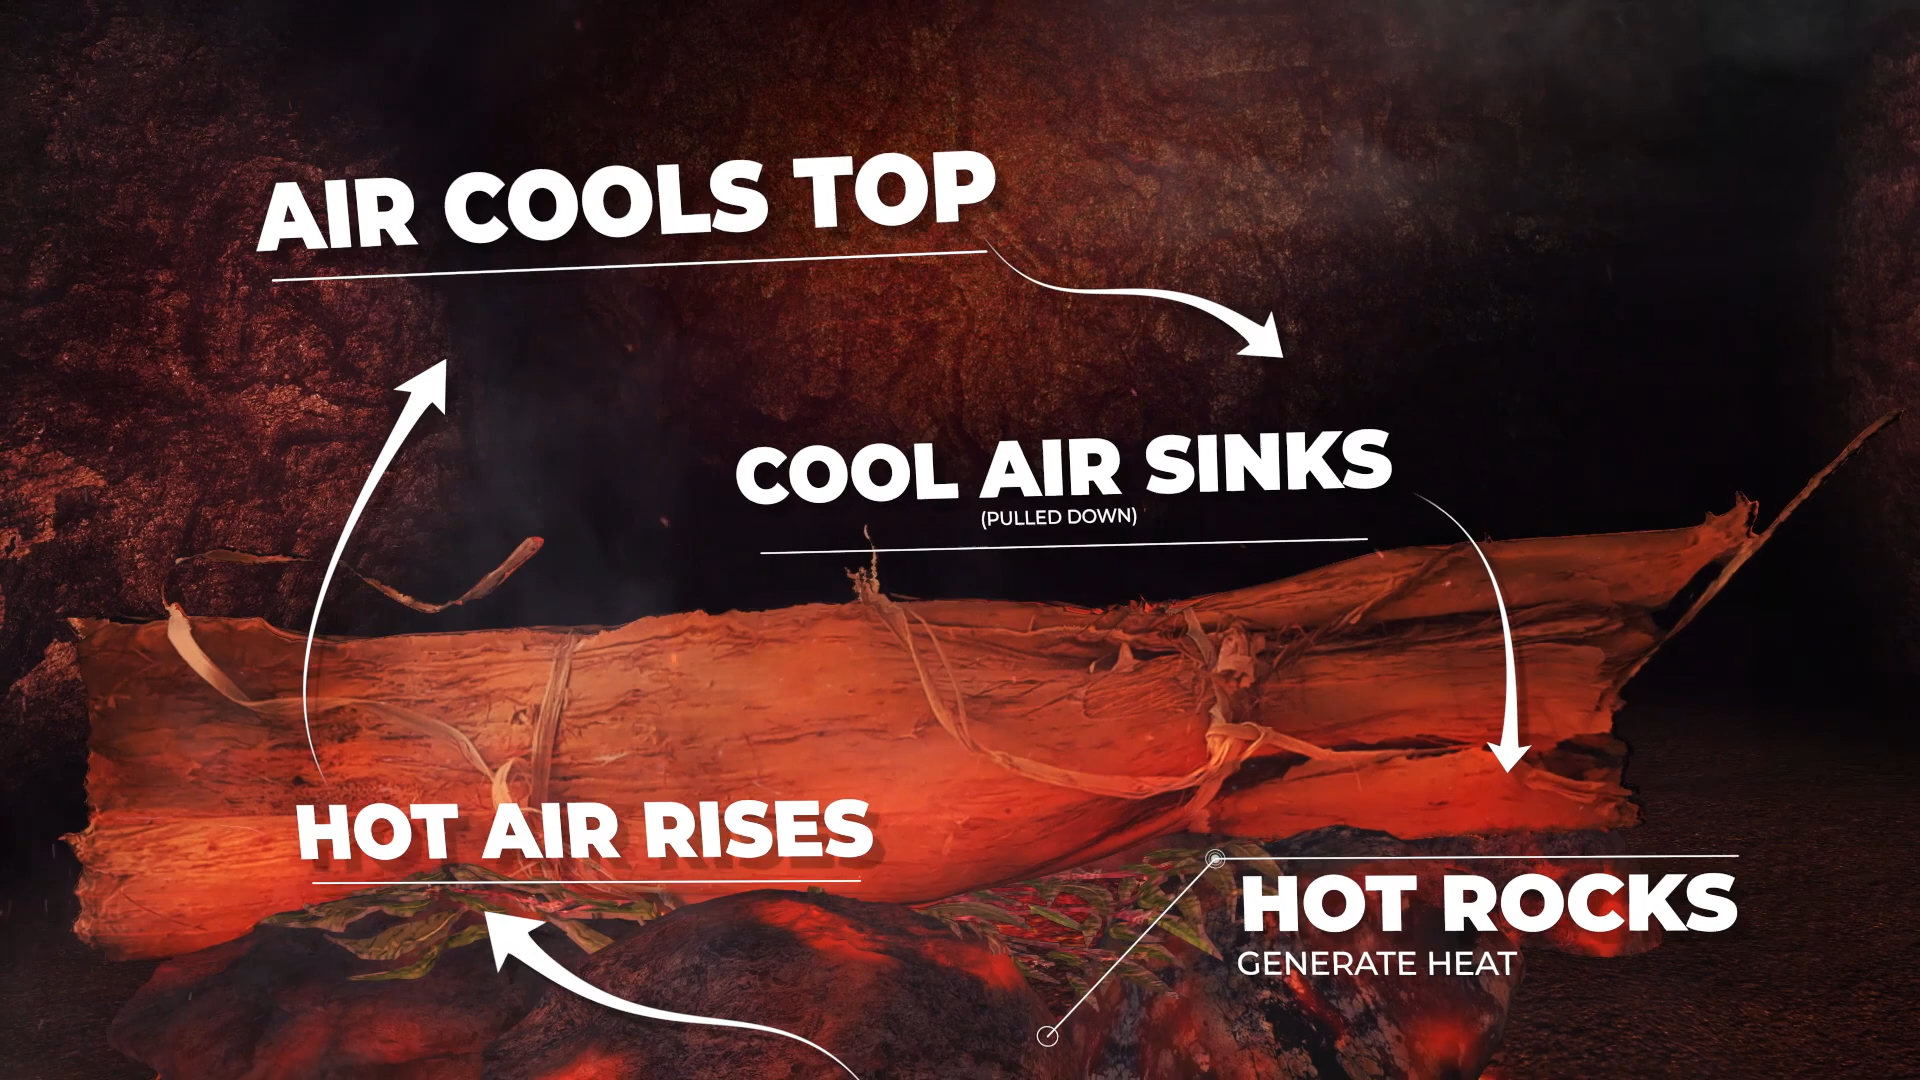 AIR COOLS TOP
COOL AIR SINKS
(PULLED DOWN)
HOT AIR RISES
HOT ROCKS
GENERATE HEAT